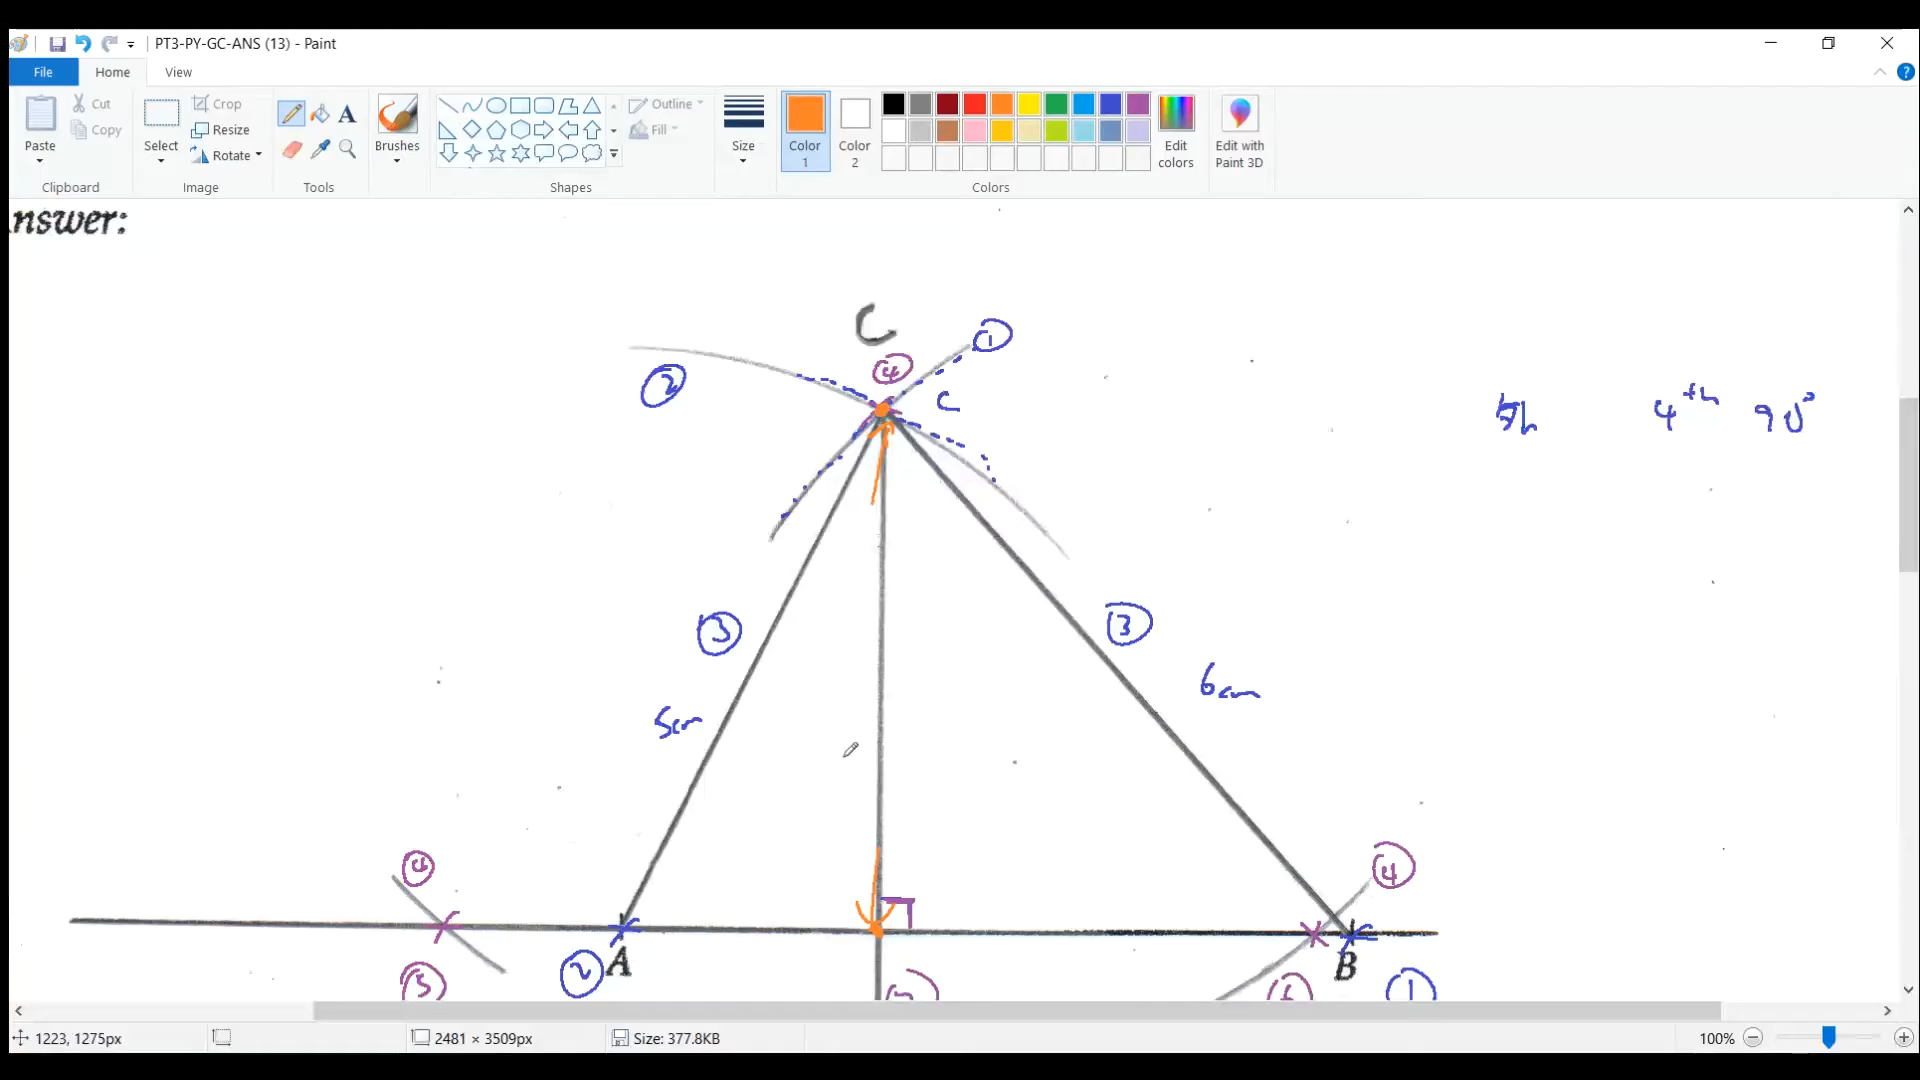 PT3-PY-GC-ANS (13) - Paint
File Home View
Paste Cut Copy Clipboard
Select Crop Resize Rotate Image
A Tools
Brushes
Shapes Outline Fill
Size
Color 1 Color 2 Edit colors Colors
Edit with Paint 3D
?
nswer:
C
1
4
2
C
4th 90°
3
3
6cm
5cm
4
4
A
B
2
5
6
1
1223, 1275px
2481 × 3509px
Size: 377.8KB
100%